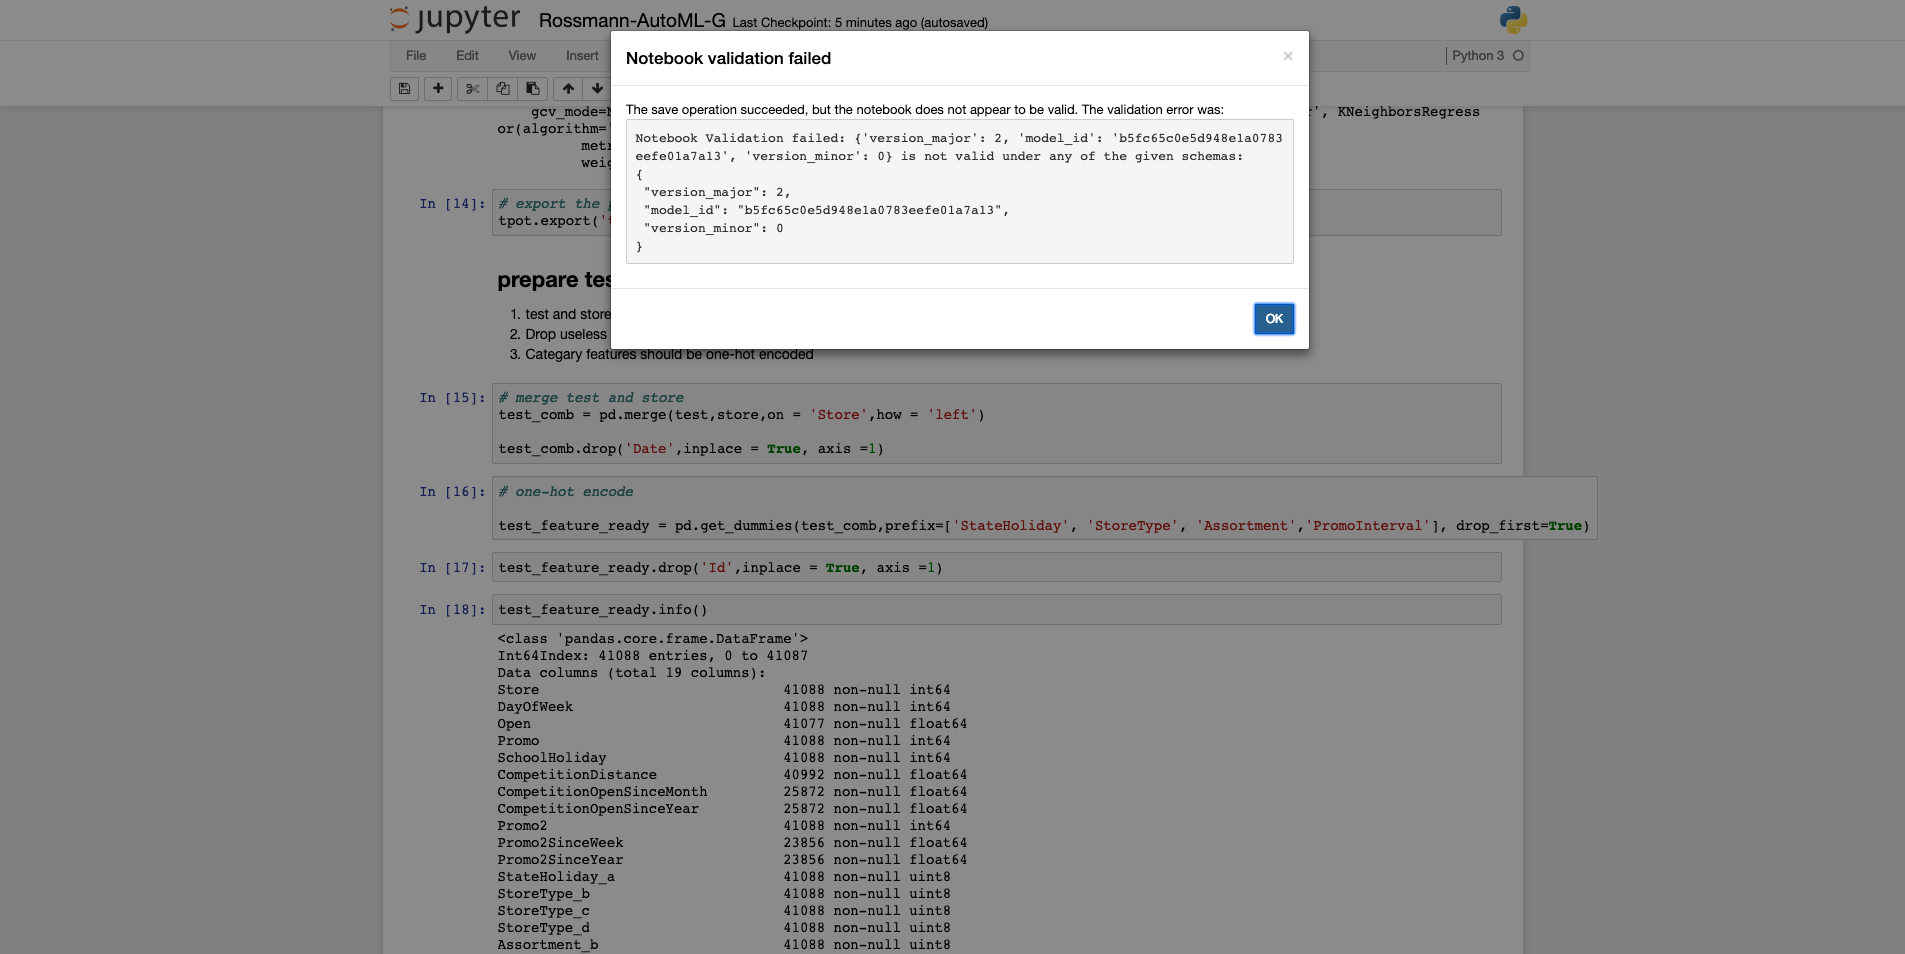 jupyter Rossmann-AutoML-G Last Checkpoint: 5 minutes ago (autosaved)
File Edit View Insert
Python 3
Notebook validation failed
×
The save operation succeeded, but the notebook does not appear to be valid. The validation error was:
Notebook Validation failed: {'version_major': 2, 'model_id': 'b5fc65c0e5d948e1a0783
eefe01a7a13', 'version_minor': 0} is not valid under any of the given schemas:
{
"version_major": 2,
"model_id": "b5fc65c0e5d948e1a0783eefe01a7a13",
"version_minor": 0
}
OK
gcv_mode=
', KNeighborsRegress
or(algorithm='
In [14]:
# export the
tpot.export('
prepare
1. test and store
2. Drop useless
3. Categary features should be one-hot encoded
In [15]:
# merge test and store
test_comb = pd.merge(test,store,on = 'Store',how = 'left')
test_comb.drop('Date',inplace = True, axis =1)
In [16]:
# one-hot encode
test_feature_ready = pd.get_dummies(test_comb,prefix=['StateHoliday', 'StoreType', 'Assortment','PromoInterval'], drop_first=True)
In [17]:
test_feature_ready.drop('Id',inplace = True, axis =1)
In [18]:
test_feature_ready.info()
<class 'pandas.core.frame.DataFrame'>
Int64Index: 41088 entries, 0 to 41087
Data columns (total 19 columns):
Store 41088 non-null int64
DayOfWeek 41088 non-null int64
Open 41077 non-null float64
Promo 41088 non-null int64
SchoolHoliday 41088 non-null int64
CompetitionDistance 40992 non-null float64
CompetitionOpenSinceMonth 25872 non-null float64
CompetitionOpenSinceYear 25872 non-null float64
Promo2 41088 non-null int64
Promo2SinceWeek 23856 non-null float64
Promo2SinceYear 23856 non-null float64
StateHoliday_a 41088 non-null uint8
StoreType_b 41088 non-null uint8
StoreType_c 41088 non-null uint8
StoreType_d 41088 non-null uint8
Assortment_b 41088 non-null uint8